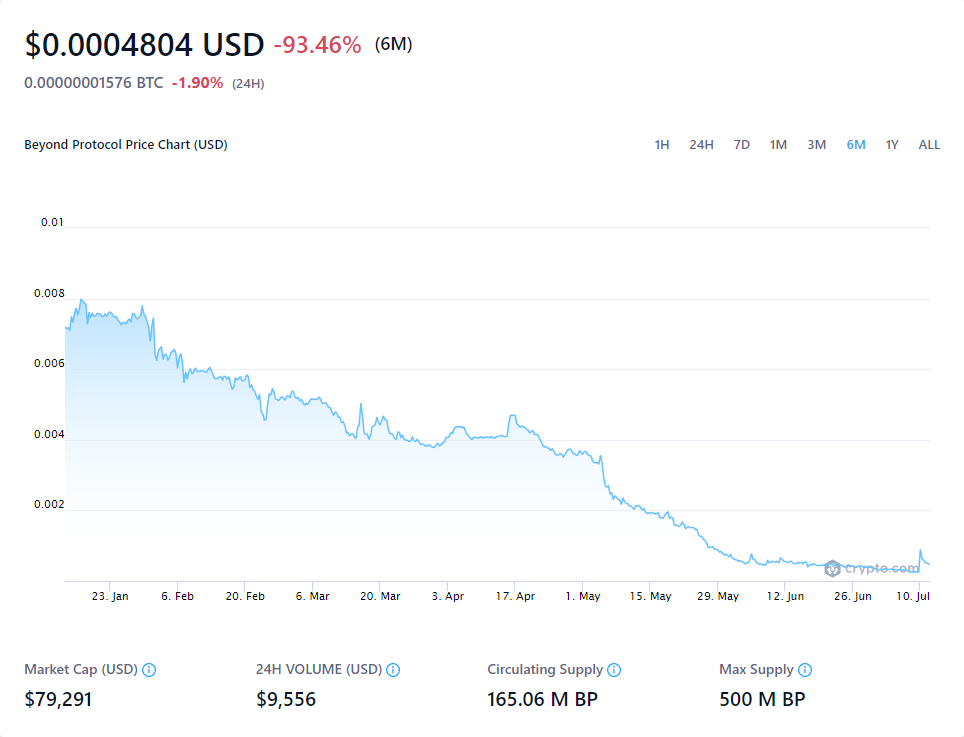 $0.0004804 USD -93.46% (6M)
0.00000001576 BTC -1.90% (24H)
Beyond Protocol Price Chart (USD) 1H 24H 7D 1M 3M 6M 1Y ALL
0.01
0.008
0.006
0.004
0.002
crypto.com
23. Jan 6. Feb 20. Feb 6. Mar 20. Mar 3. Apr 17. Apr 1. May 15. May 29. May 12. Jun 26. Jun 10. Jul
Market Cap (USD) 24H VOLUME (USD) Circulating Supply Max Supply
$79,291 $9,556 165.06 M BP 500 M BP